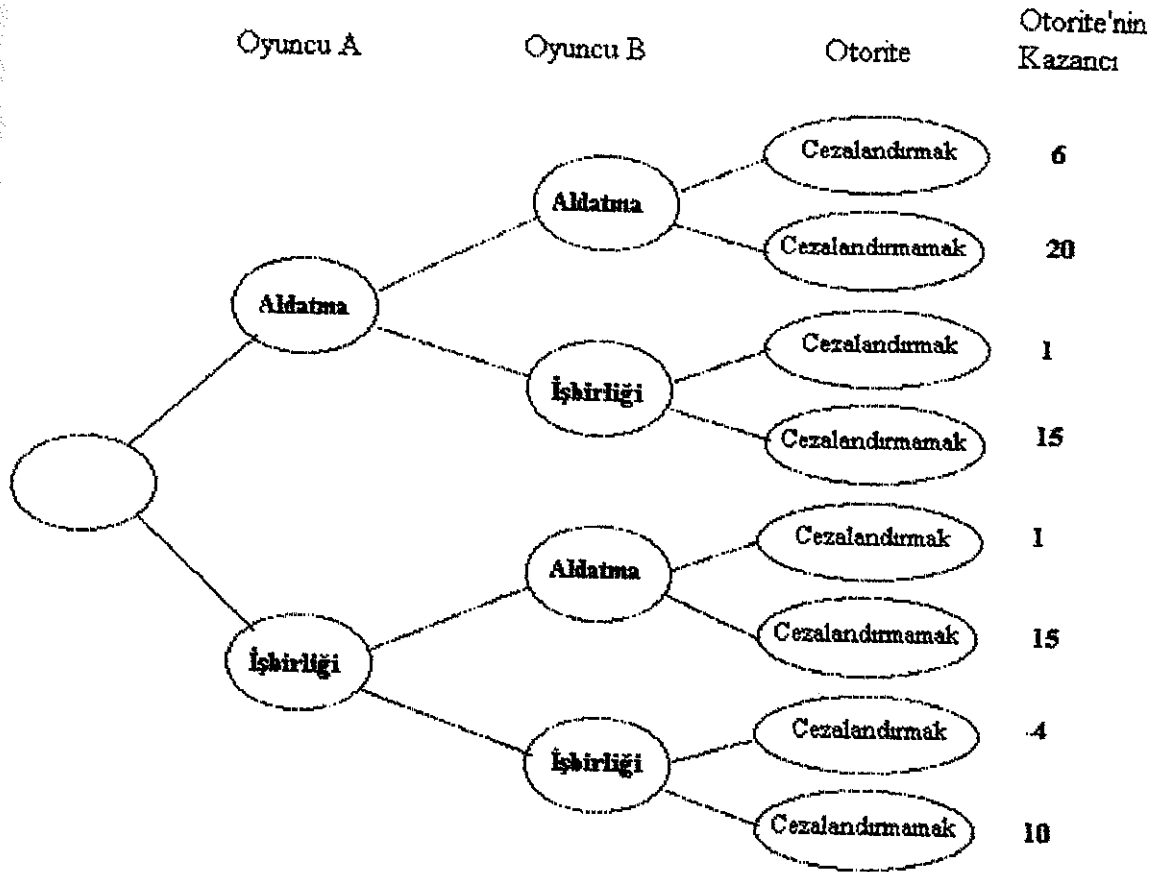 Oyuncu A
Oyuncu B
Otorite
Otorite'nin
Kazancı
Cezalandırmak
6
Aldatma
Cezalandırmamak
20
Aldatma
Cezalandırmak
1
İşbirliği
Cezalandırmamak
15
Cezalandırmak
1
Aldatma
Cezalandırmamak
15
İşbirliği
Cezalandırmak
4
İşbirliği
Cezalandırmamak
10